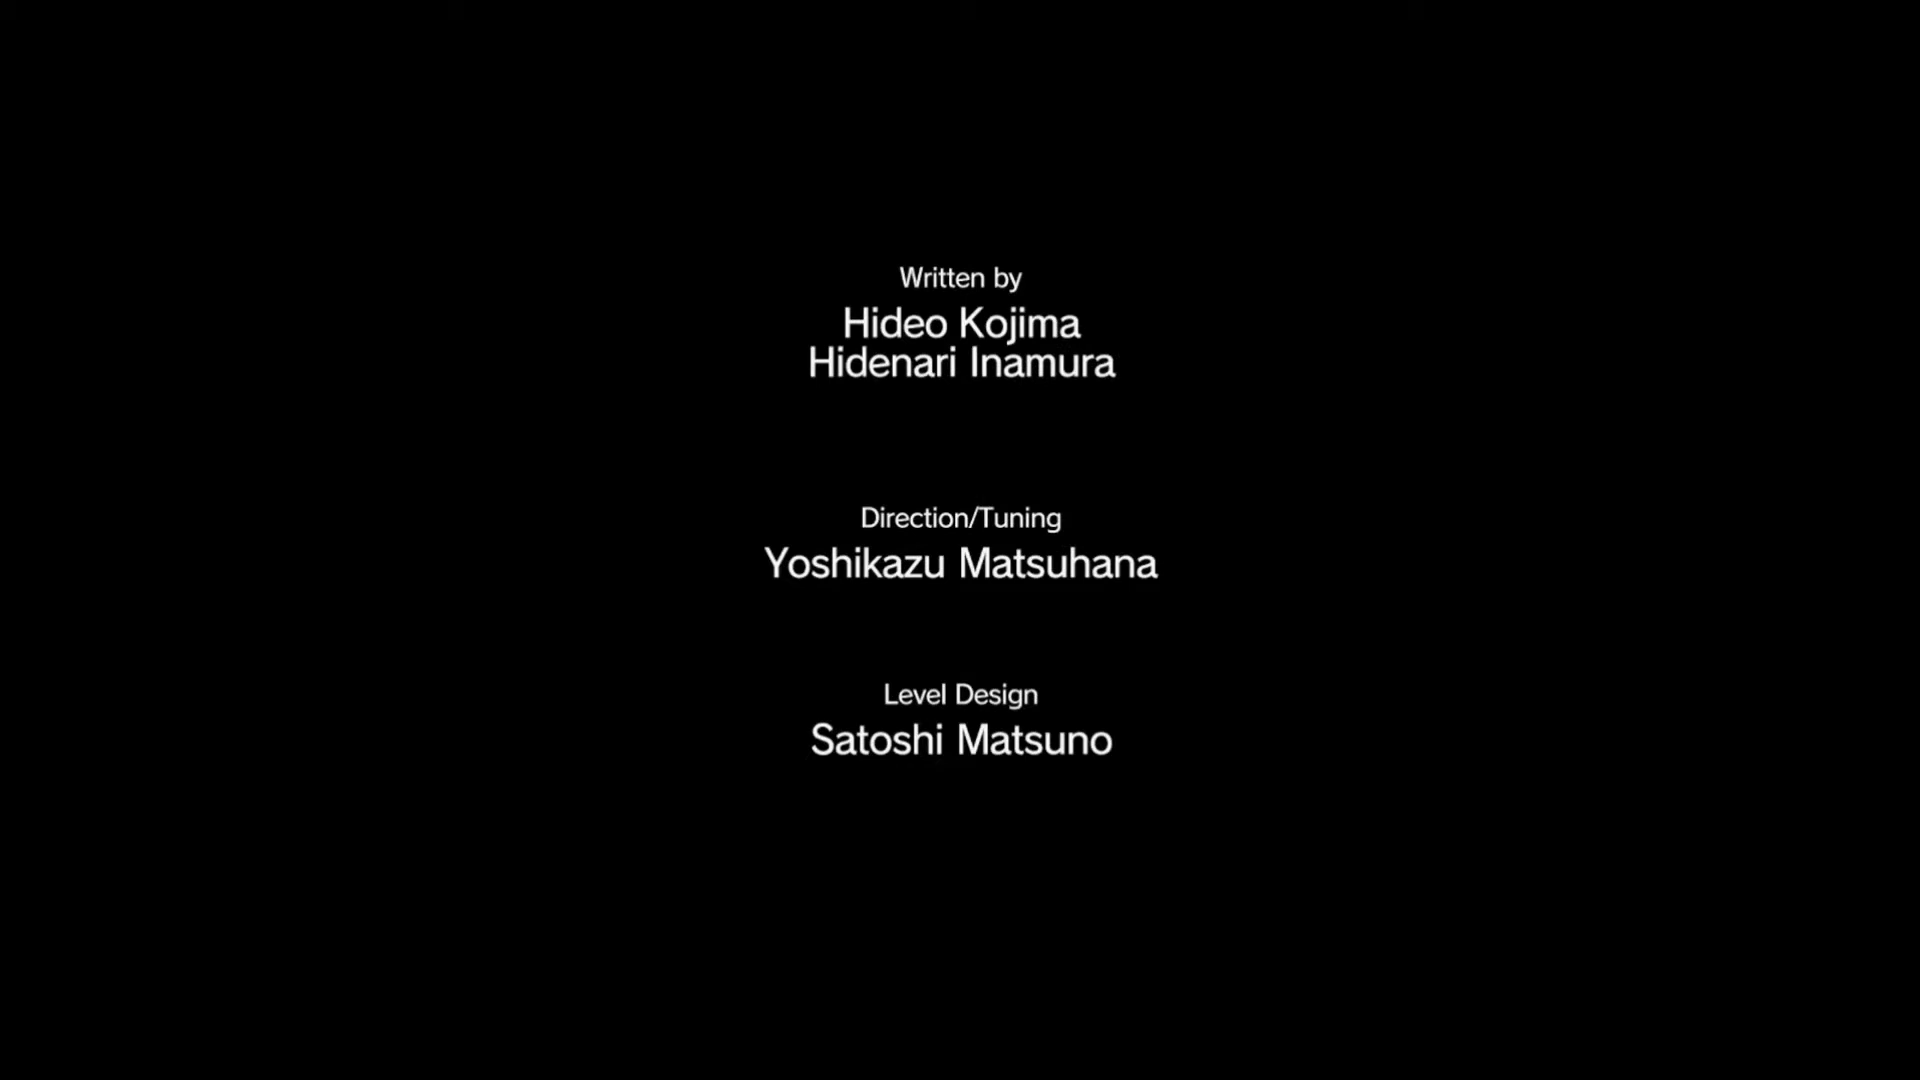 Written by
Hideo Kojima
Hidenari Inamura
Direction/Tuning
Yoshikazu Matsuhana
Level Design
Satoshi Matsuno